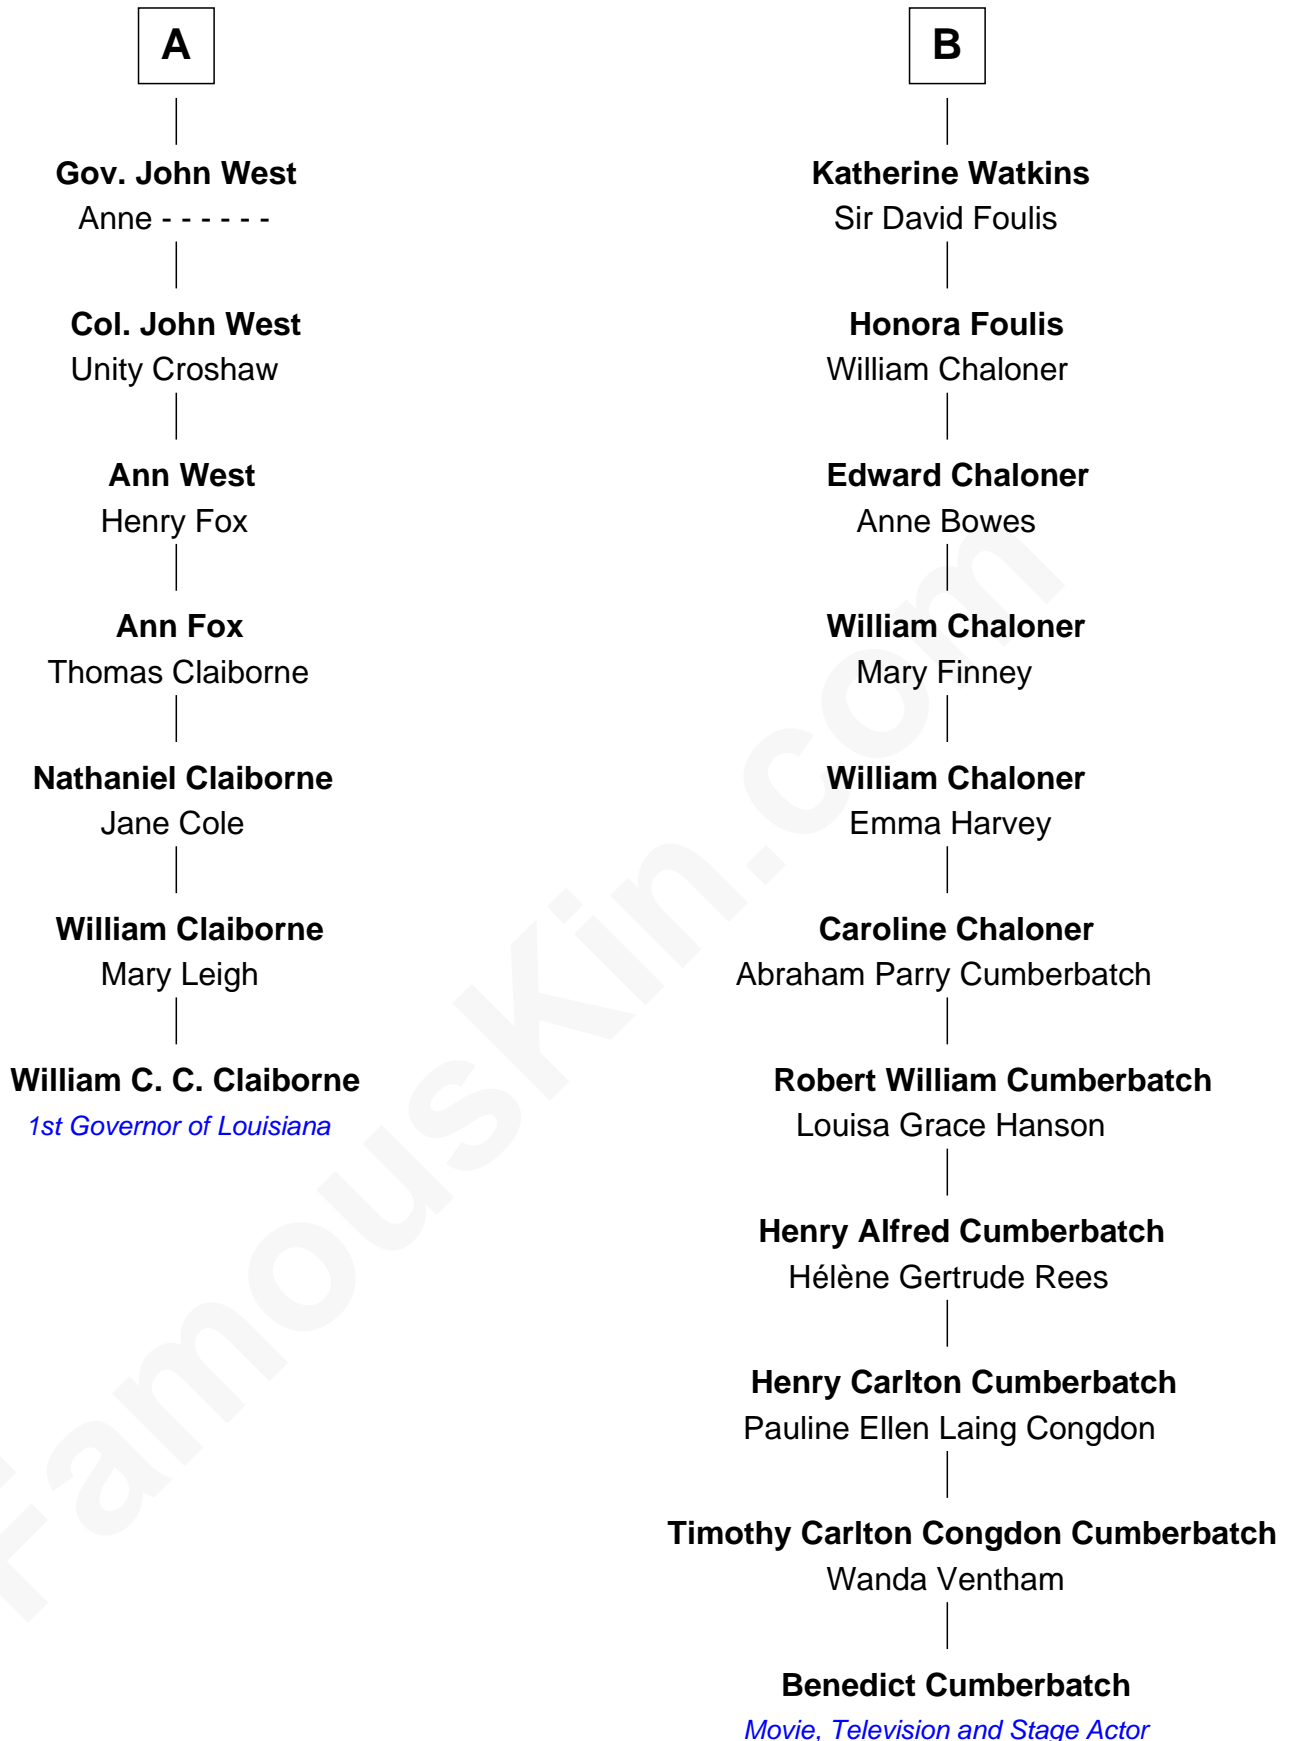 A
Gov. John West
Anne - - - - - -
Col. John West
Unity Croshaw
Ann West
Henry Fox
Ann Fox
Thomas Claiborne
Nathaniel Claiborne
Jane Cole
William Claiborne
Mary Leigh
William C. C. Claiborne
1st Governor of Louisiana
B
Katherine Watkins
Sir David Foulis
Honora Foulis
William Chaloner
Edward Chaloner
Anne Bowes
William Chaloner
Mary Finney
William Chaloner
Emma Harvey
Caroline Chaloner
Abraham Parry Cumberbatch
Robert William Cumberbatch
Louisa Grace Hanson
Henry Alfred Cumberbatch
Hélène Gertrude Rees
Henry Carlton Cumberbatch
Pauline Ellen Laing Congdon
Timothy Carlton Congdon Cumberbatch
Wanda Ventham
Benedict Cumberbatch
Movie, Television and Stage Actor
FamousKin.com